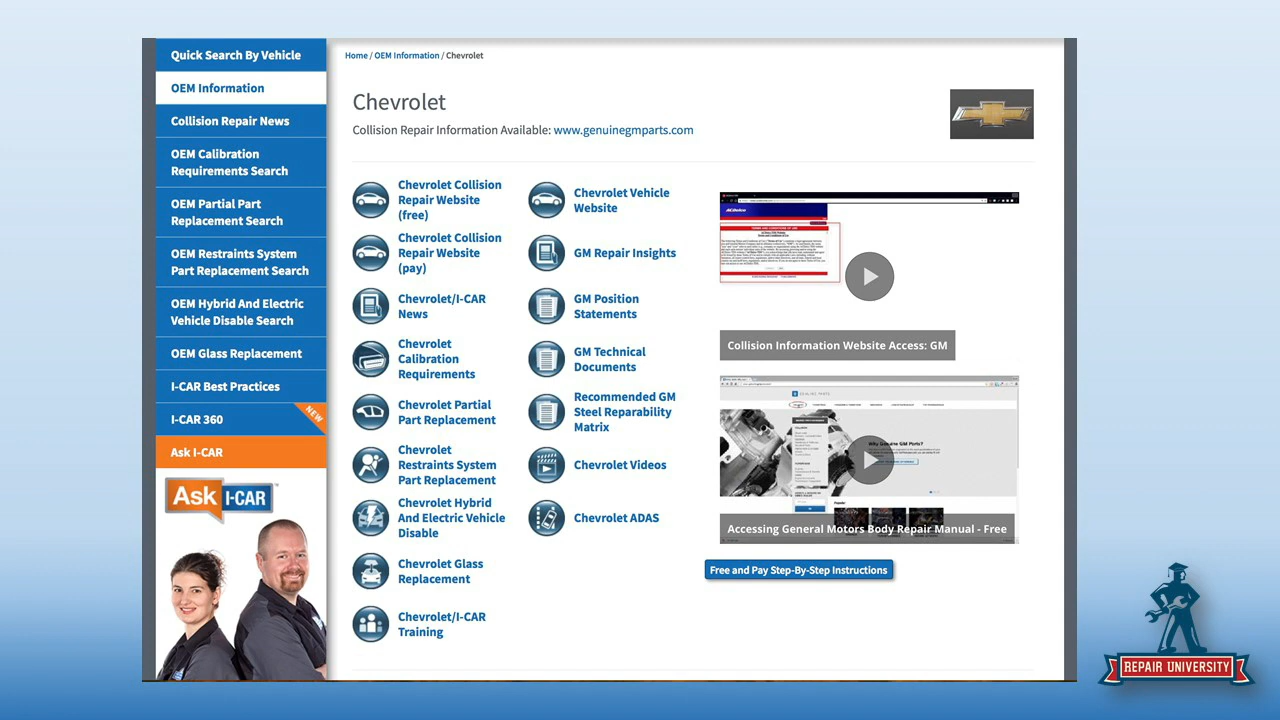 Quick Search By Vehicle
OEM Information
Collision Repair News
OEM Calibration
Requirements Search
OEM Partial Part
Replacement Search
OEM Restraints System
Part Replacement Search
OEM Hybrid And Electric
Vehicle Disable Search
OEM Glass Replacement
I-CAR Best Practices
I-CAR 360
NEW
Ask I-CAR
Ask I-CAR
Home / OEM Information / Chevrolet
Chevrolet
Collision Repair Information Available: www.genuinegmparts.com
Chevrolet Collision
Repair Website
(free)
Chevrolet Collision
Repair Website
(pay)
Chevrolet/I-CAR
News
Chevrolet
Calibration
Requirements
Chevrolet Partial
Part Replacement
Chevrolet
Restraints System
Part Replacement
Chevrolet Hybrid
And Electric Vehicle
Disable
Chevrolet Glass
Replacement
Chevrolet/I-CAR
Training
Chevrolet Vehicle
Website
GM Repair Insights
GM Position
Statements
GM Technical
Documents
Recommended GM
Steel Reparability
Matrix
Chevrolet Videos
Chevrolet ADAS
ACDelco
Collision Information Website Access: GM
Why Genuine GM Parts?
Popular
Accessing General Motors Body Repair Manual - Free
Free and Pay Step-By-Step Instructions
REPAIR UNIVERSITY